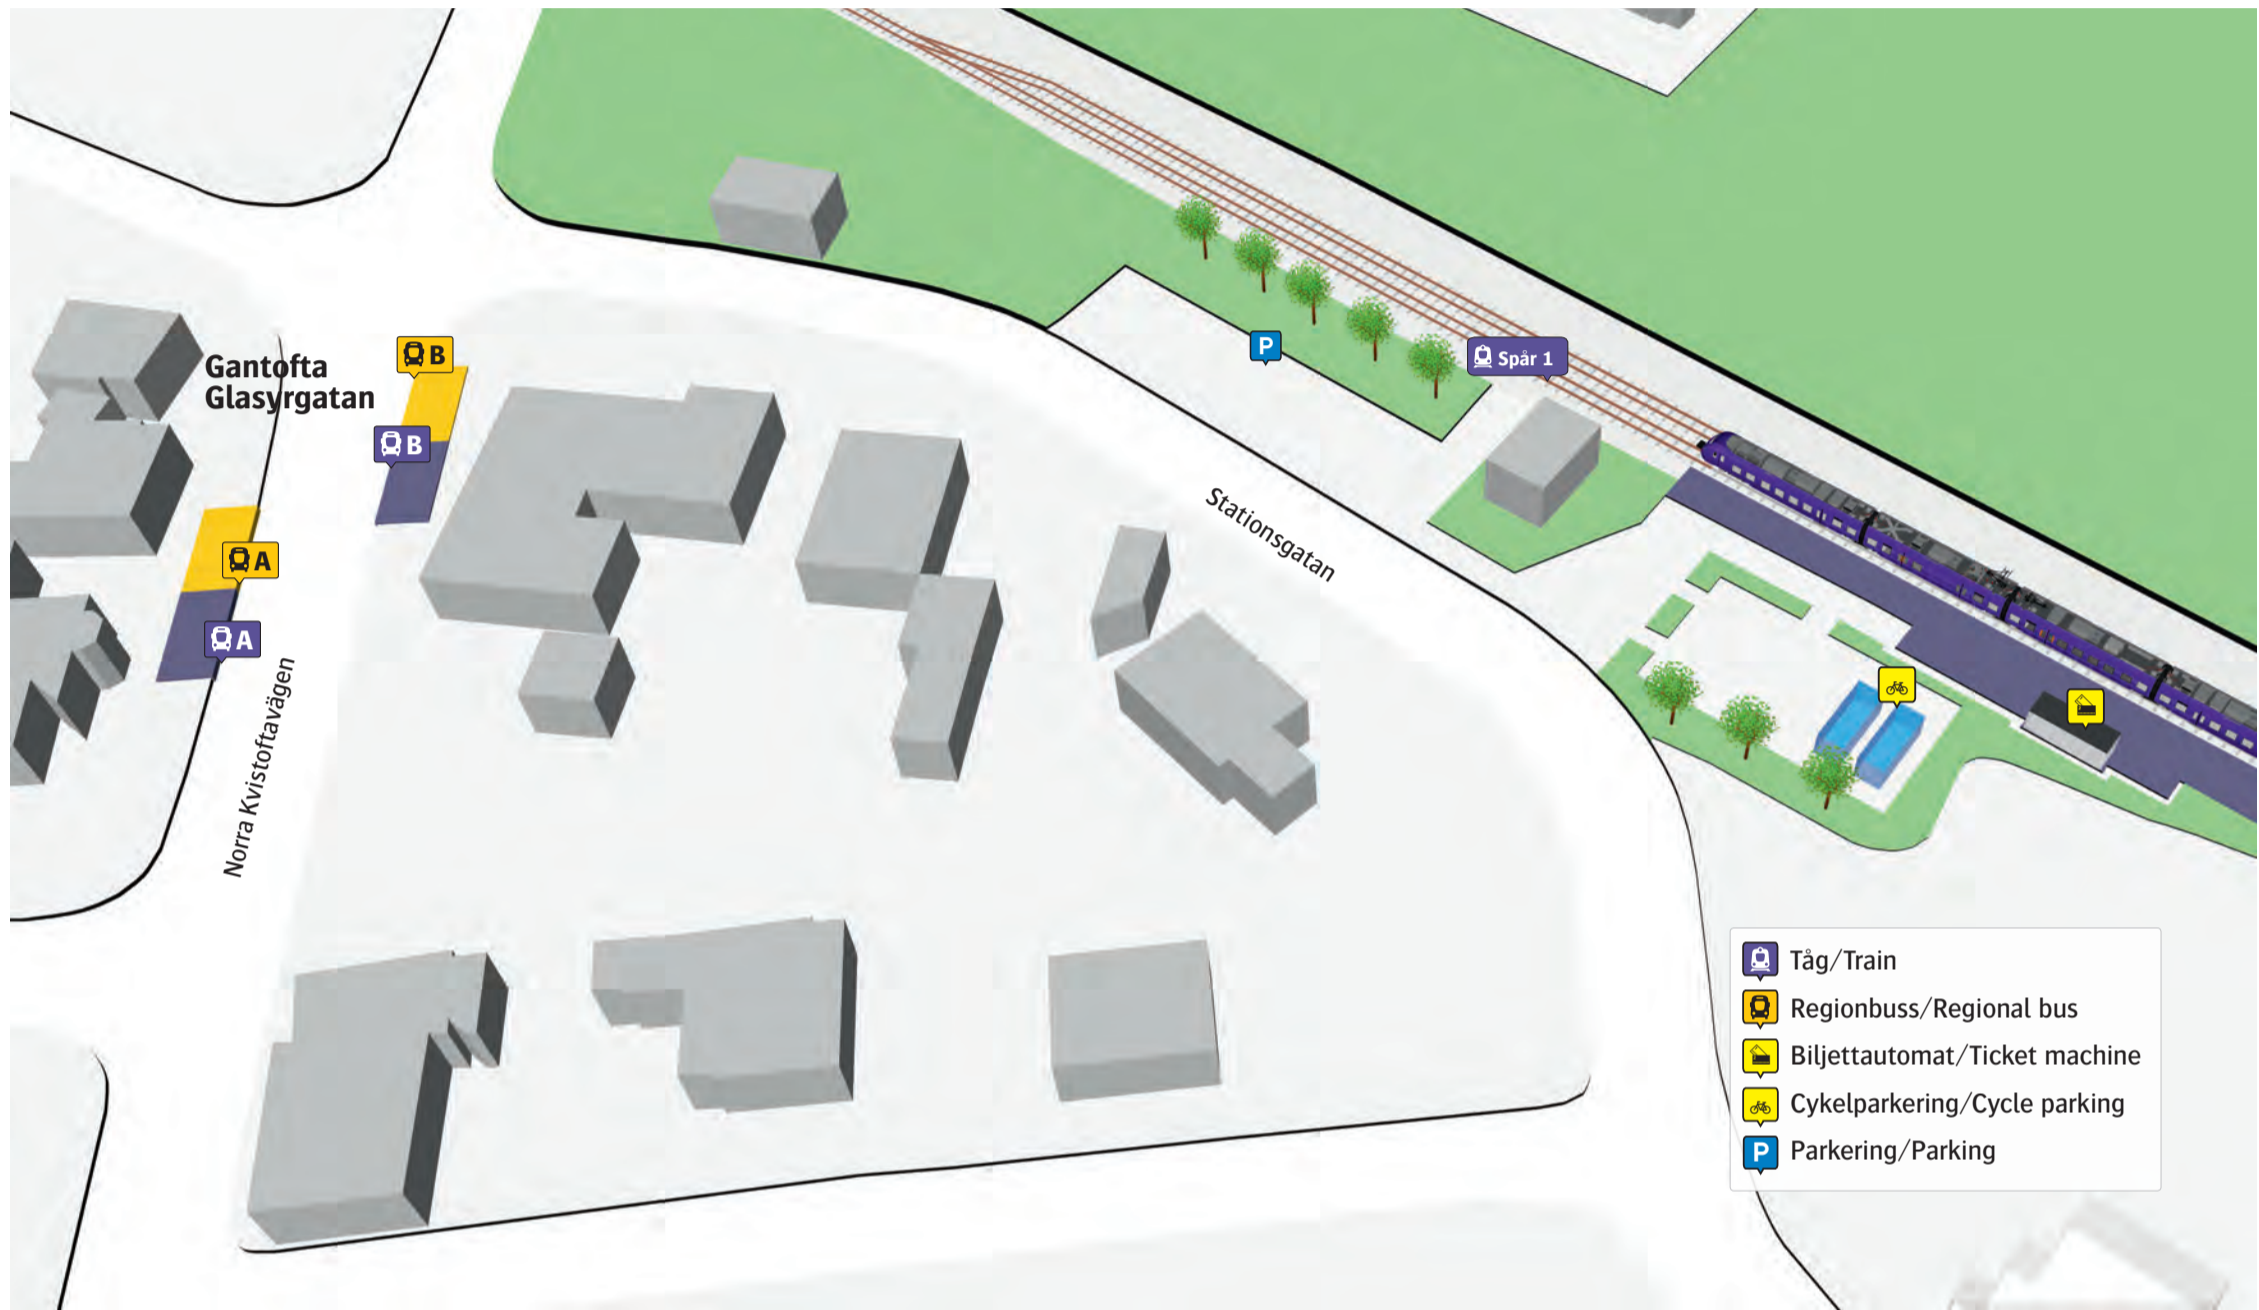 Gantofta
Glasyrgatan
B
B
A
A
Norra Kvistoftavägen
Stationsgatan
P
Spår 1
Tåg/Train
Regionbuss/Regional bus
Biljettautomat/Ticket machine
Cykelparkering/Cycle parking
P Parkering/Parking